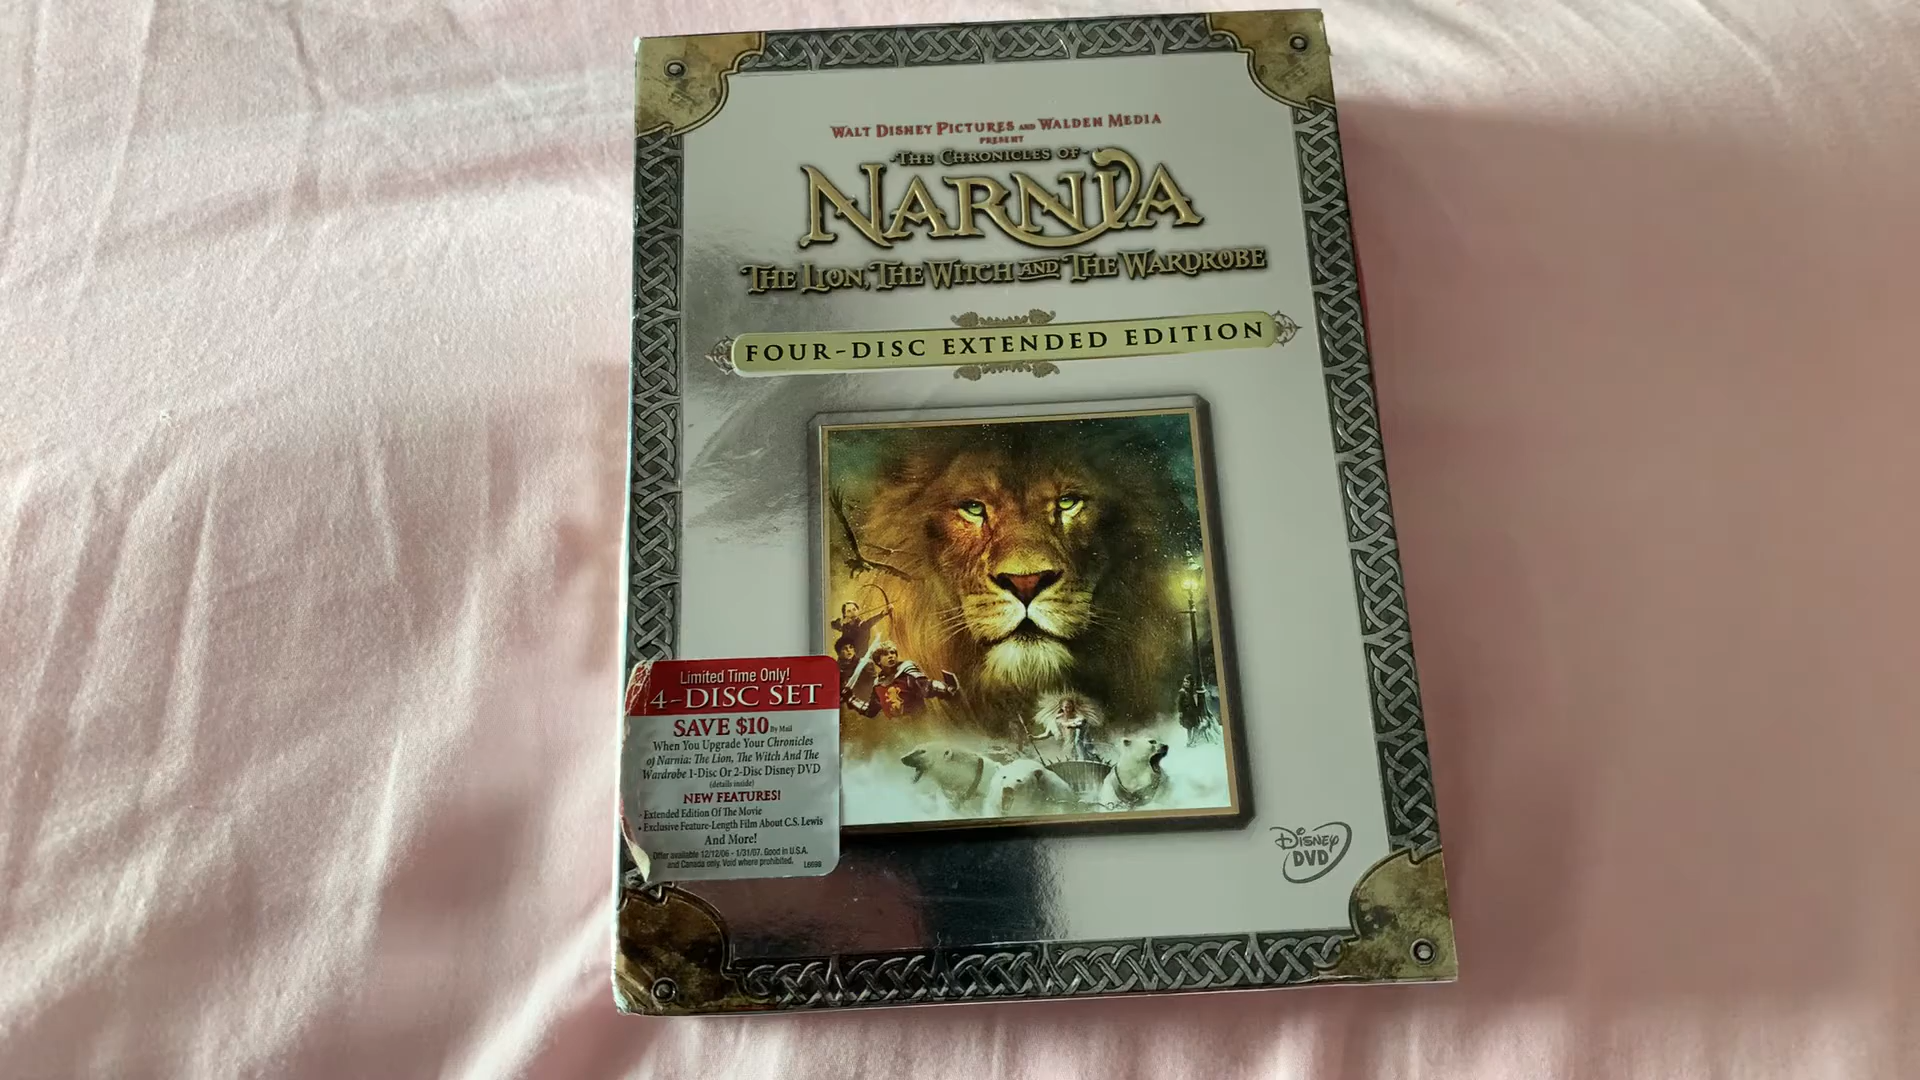 WALT DISNEY PICTURES AND WALDEN MEDIA
PRESENT
THE CHRONICLES OF
NARNIA
THE LION, THE WITCH AND THE WARDROBE
FOUR-DISC EXTENDED EDITION
Limited Time Only!
4-DISC SET
SAVE $10 By Mail
When You Upgrade Your Chronicles
of Narnia: The Lion, The Witch And The
Wardrobe 1-Disc Or 2-Disc Disney DVD
(details inside)
NEW FEATURES!
• Extended Edition Of The Movie
• Exclusive Feature-Length Film About C.S. Lewis
And More!
Offer available 12/12/06 - 1/31/07. Good in U.S.A.
and Canada only. Void where prohibited.
DISNEY
DVD